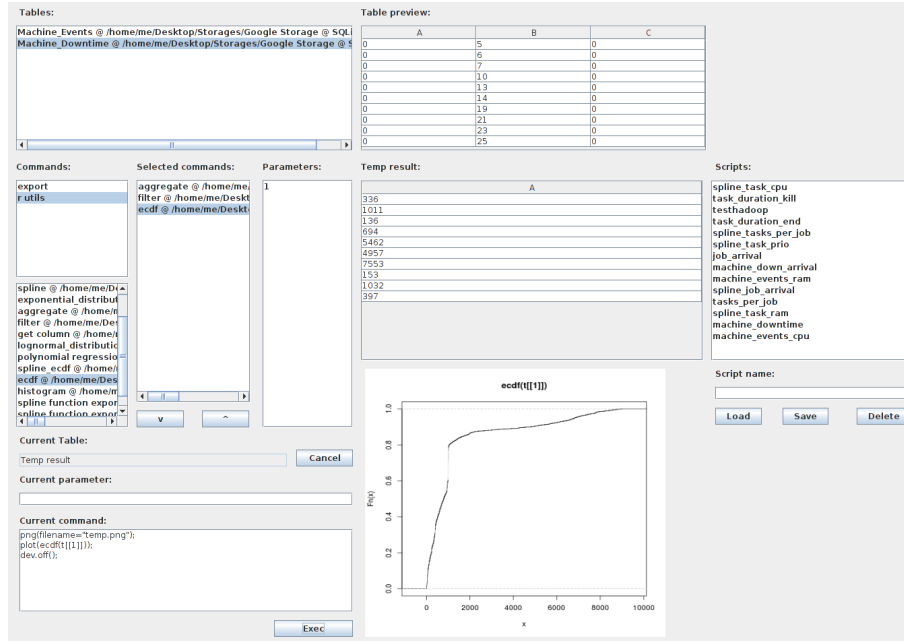 Tables:
Machine_Events @ /home/me/Desktop/Storages/Google Storage @ SQLi
Machine_Downtime @ /home/me/Desktop/Storages/Google Storage @ S
Table preview:
A B C
0 5 0
0 6 0
0 7 0
0 10 0
0 13 0
0 14 0
0 19 0
0 21 0
0 23 0
0 25 0
Commands:
export
r utils
spline @ /home/me/De
exponential_distribut
aggregate @ /home/m
filter @ /home/me/Des
get column @ /home/
lognormal_distributic
polynomial regressio
spline_ecdf @ /home/
ecdf @ /home/me/Des
histogram @ /home/m
spline function expor
spline function expor
Selected commands:
aggregate @ /home/me/
filter @ /home/me/Deskt
ecdf @ /home/me/Deskt
v ^
Parameters:
1
Temp result:
A
336
1011
136
694
5462
4957
7553
153
1032
397
Scripts:
spline_task_cpu
task_duration_kill
testhadoop
task_duration_end
spline_tasks_per_job
spline_task_prio
job_arrival
machine_down_arrival
machine_events_ram
spline_job_arrival
tasks_per_job
spline_task_ram
machine_downtime
machine_events_cpu
Script name:
Load Save Delete
Current Table:
Temp result
Cancel
Current parameter:
Current command:
png(filename="temp.png");
plot(ecdf(t[[1]]));
dev.off();
Exec
ecdf(t[[1]])
Fn(x)
1.0
0.8
0.6
0.4
0.2
0.0
0 2000 4000 6000 8000 10000
x